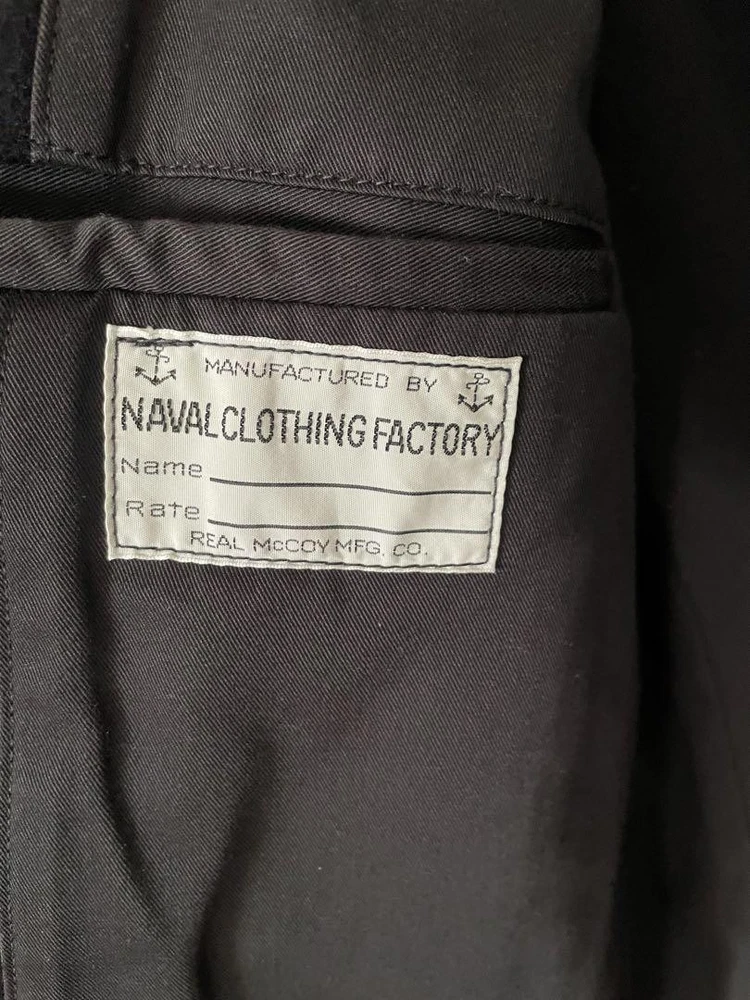 MANUFACTURED BY
NAVAL CLOTHING FACTORY
Name
Rate
REAL McCOY MFG. CO.